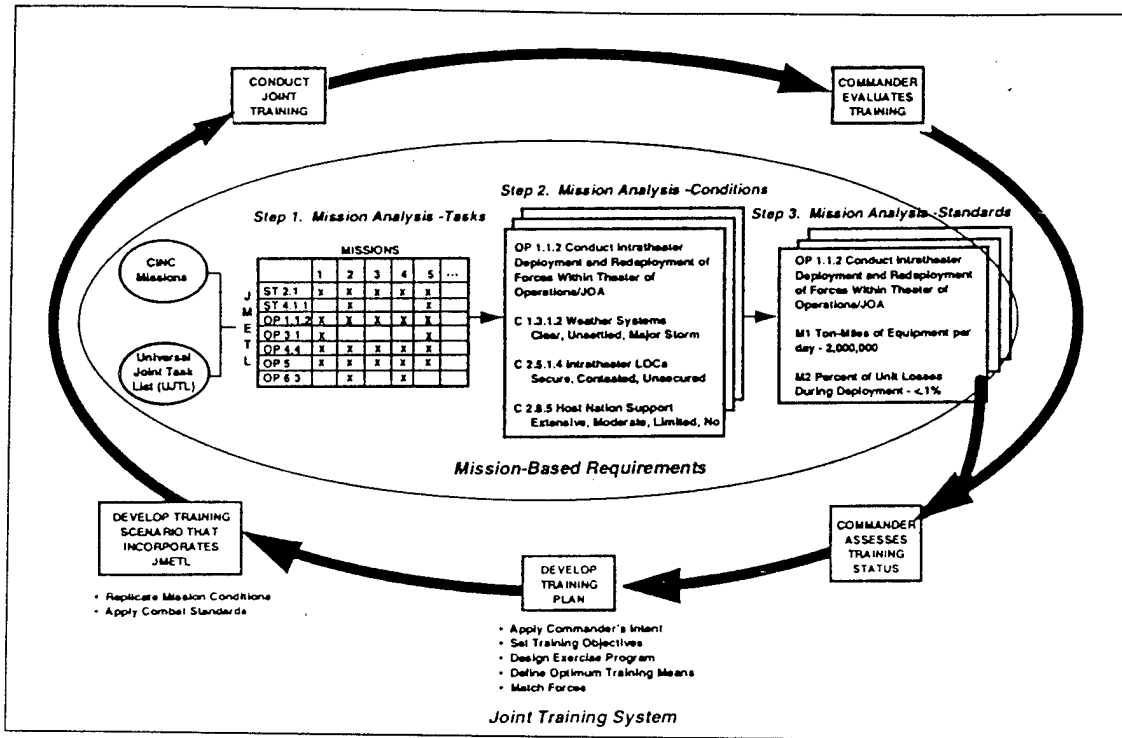 CONDUCT
JOINT
TRAINING
COMMANDER
EVALUATES
TRAINING
Step 1. Mission Analysis -Tasks
Step 2. Mission Analysis -Conditions
Step 3. Mission Analysis -Standards
CINC
Missions
Universal
Joint Task
List (UJTL)
JMETL
MISSIONS
1 2 3 4 5 ...
ST 2.1 x x x x x
ST 4.1.1 x x
OP 1.1.2 x x x x x
OP 3.1 x x
OP 4.4 x x x x x
OP 5 x x x x x
OP 6 3 x x
OP 1.1.2 Conduct Intratheater
Deployment and Redeployment of
Forces Within Theater of
Operations/JOA
C 1.3.1.2 Weather Systems
Clear, Unsettled, Major Storm
C 2.5.1.4 Intratheater LOCs
Secure, Contested, Unsecured
C 2.8.5 Host Nation Support
Extensive, Moderate, Limited, No
OP 1.1.2 Conduct Intratheater
Deployment and Redeployment
of Forces Within Theater of
Operations/JOA
M1 Ton-Miles of Equipment per
day - 2,000,000
M2 Percent of Unit Losses
During Deployment - <1%
Mission-Based Requirements
DEVELOP TRAINING
SCENARIO THAT
INCORPORATES
JMETL
• Replicate Mission Conditions
• Apply Combat Standards
DEVELOP
TRAINING
PLAN
• Apply Commander's Intent
• Set Training Objectives
• Design Exercise Program
• Define Optimum Training Means
• Match Forces
COMMANDER
ASSESSES
TRAINING
STATUS
Joint Training System